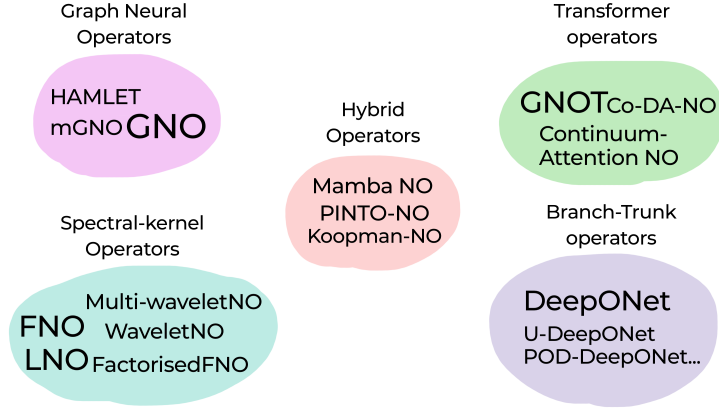 Graph Neural
Operators
HAMLET
mGNO GNO
Transformer
operators
GNOT Co-DA-NO
Continuum-
Attention NO
Hybrid
Operators
Mamba NO
PINTO-NO
Koopman-NO
Spectral-kernel
Operators
Multi-waveletNO
FNO
WaveletNO
LNO FactorisedFNO
Branch-Trunk
operators
DeepONet
U-DeepONet
POD-DeepONet...